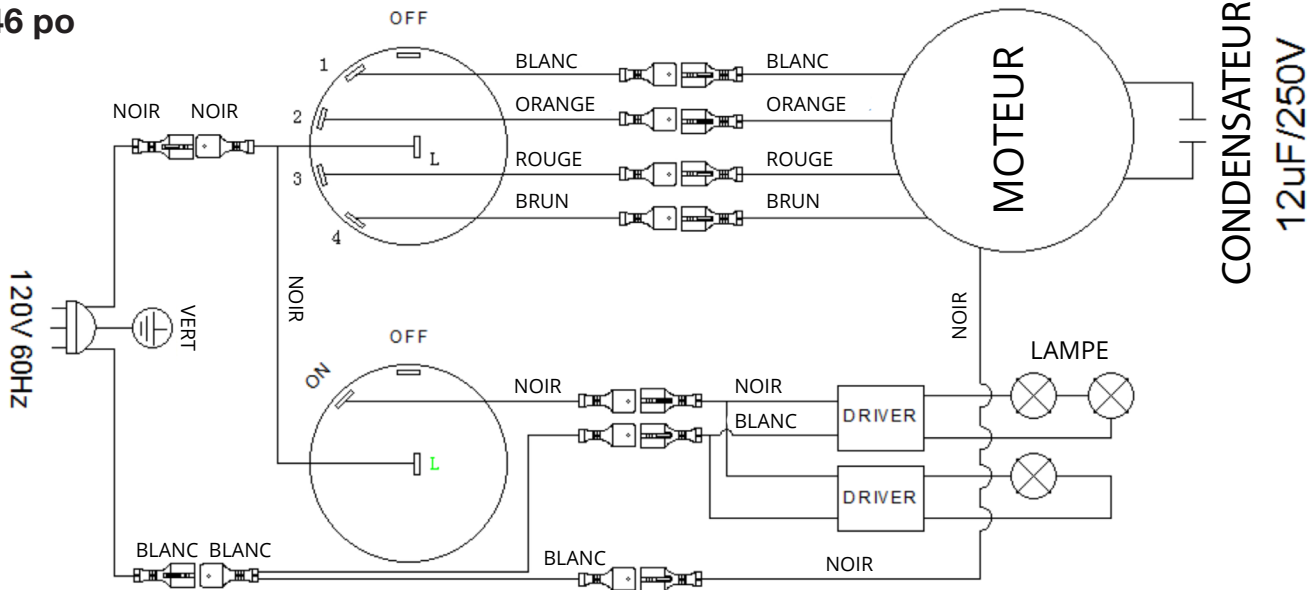 46 po
OFF
1
2
3
4
L
NOIR NOIR
BLANC
BLANC
ORANGE
ORANGE
ROUGE
ROUGE
BRUN
BRUN
MOTEUR
CONDENSATEUR
12uF/250V
120V 60Hz
VERT
NOIR
NOIR
OFF
ON
L
NOIR
NOIR
BLANC
DRIVER
DRIVER
LAMPE
BLANC BLANC
BLANC
NOIR